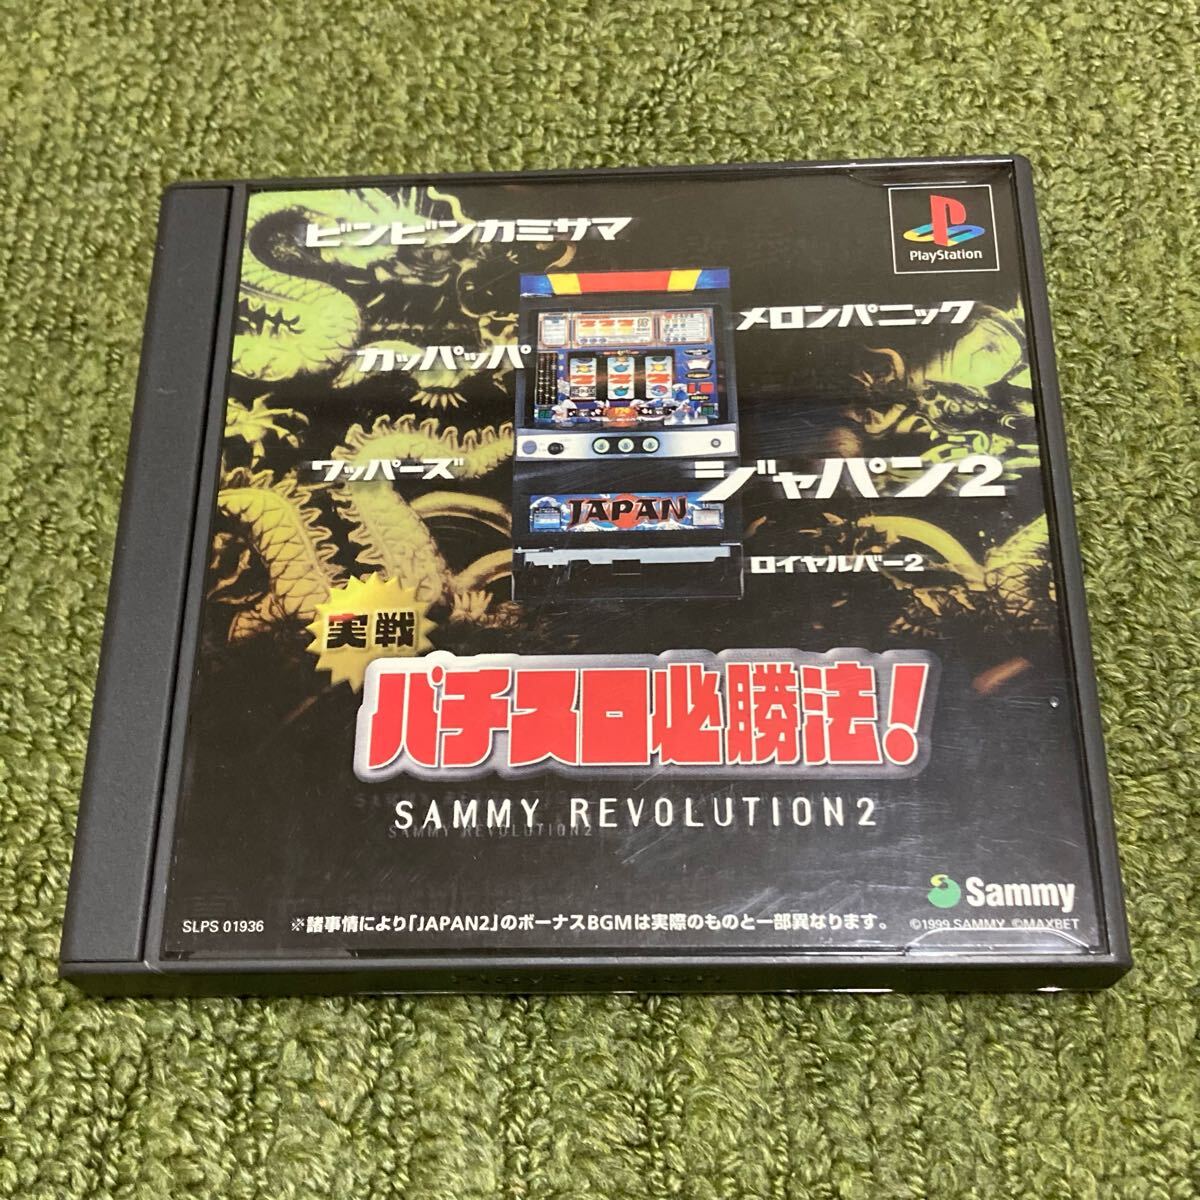 ビンビンカミサマ
PlayStation
メロンパニック
カッパッパ
ワッパーズ
ジャパン2
JAPAN
ロイヤルバー2
実戦
パチスロ必勝法!
SAMMY REVOLUTION2
SAMMY REVOLUTION2
Sammy
SLPS 01936
※諸事情により「JAPAN2」のボーナスBGMは実際のものと一部異なります。
©1999 SAMMY ©MAXBET
PlayStation